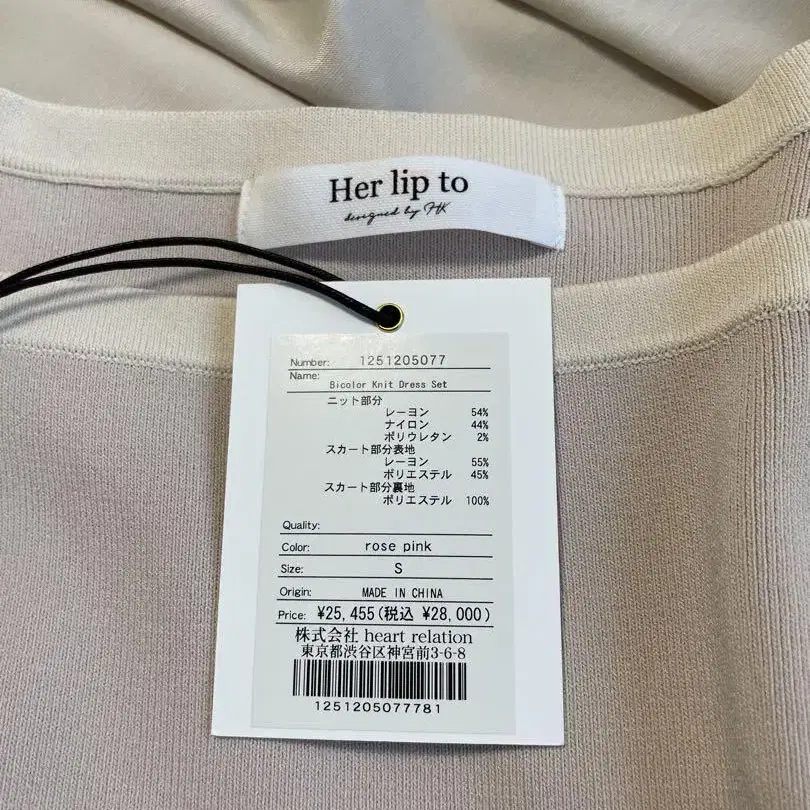 Her lip to
designed by HK
Number: 1251205077
Name:
Bicolor Knit Dress Set
ニット部分
レーヨン 54%
ナイロン 44%
ポリウレタン 2%
スカート部分表地
レーヨン 55%
ポリエステル 45%
スカート部分裏地
ポリエステル 100%
Quality:
Color: rose pink
Size: S
Origin: MADE IN CHINA
Price: ¥25,455(税込 ¥28,000)
株式会社 heart relation
東京都渋谷区神宮前3-6-8
1251205077781